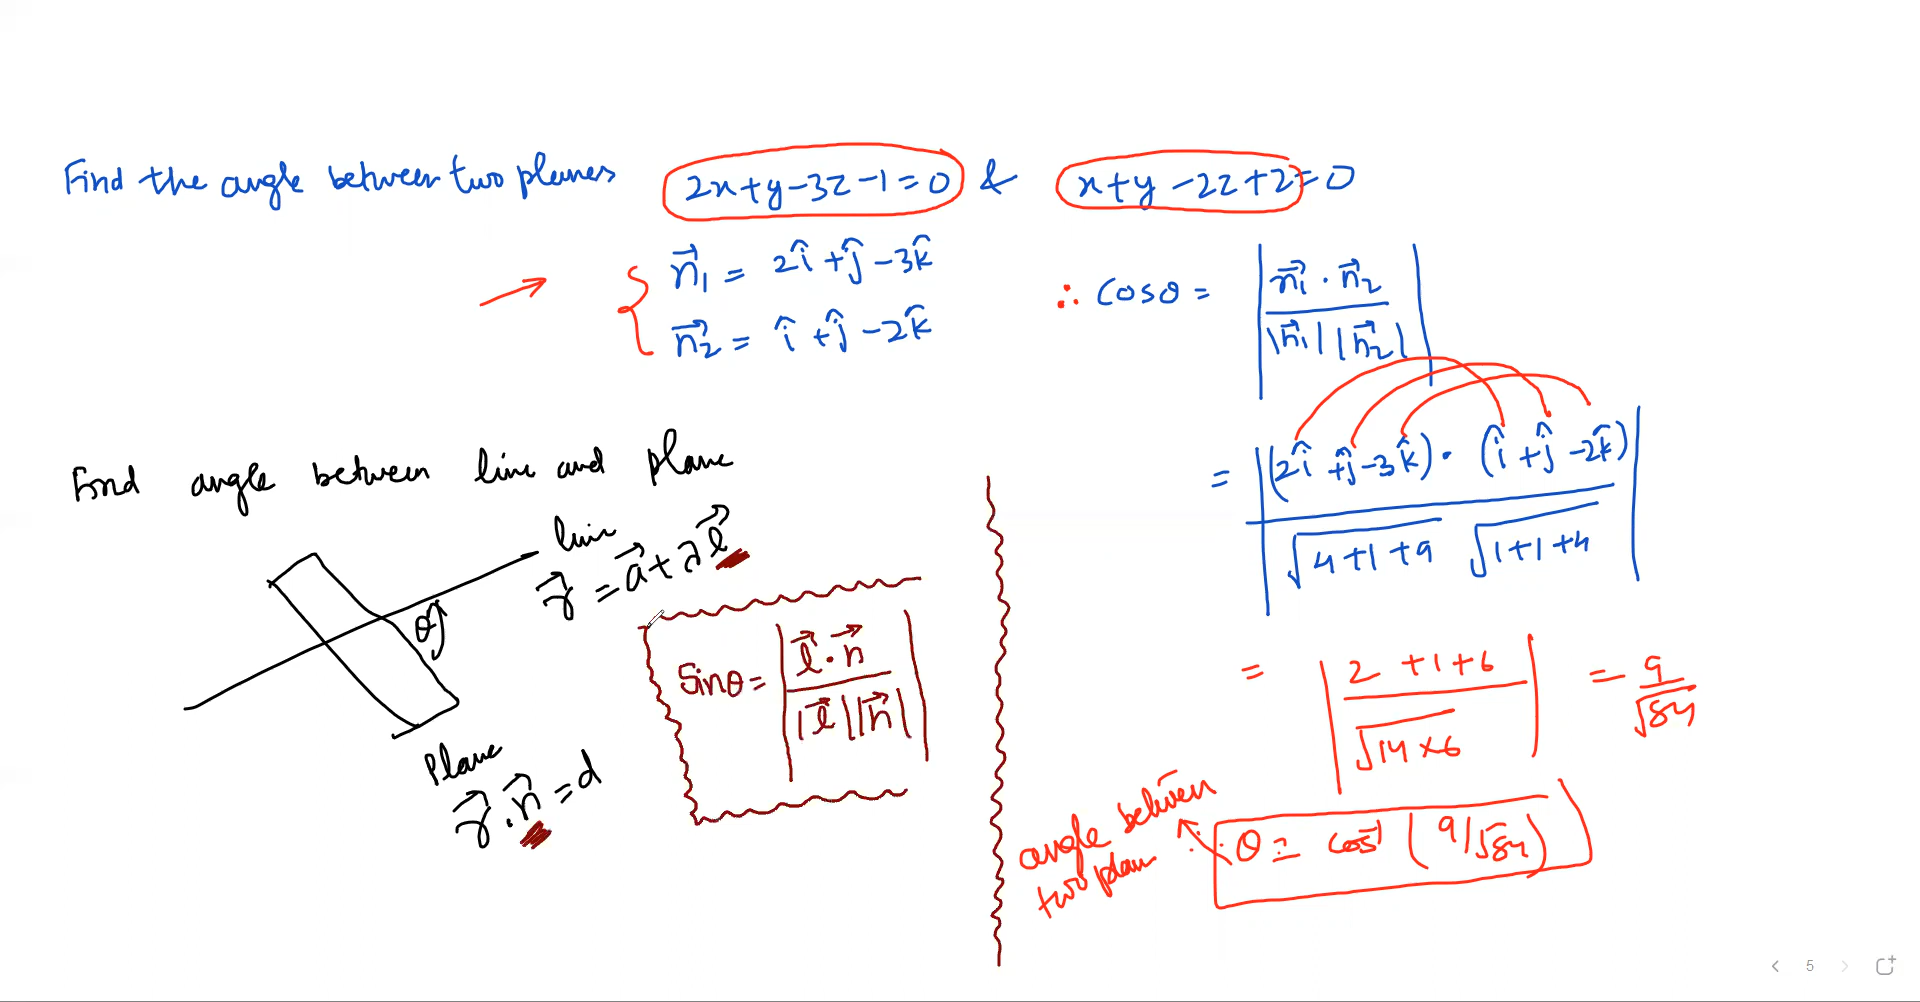 Find the angle between two planes 2x+y-3z-1=0 & x+y-2z+2=0
n⃗₁ = 2î+ĵ-3k̂
n⃗₂ = î+ĵ-2k̂
∴ cosθ = |n⃗₁ · n⃗₂ / |n⃗₁||n⃗₂||
= |(2î+ĵ-3k̂)·(î+ĵ-2k̂) / √4+1+9 √1+1+4|
= |2+1+6 / √14×6| = 9/√84
θ = cos⁻¹(9/√84)
angle between
two plan
Find angle between line and plane
line
r⃗ = a⃗+λl⃗
θ
Sinθ = |l⃗·n⃗ / |l⃗||n⃗||
Plane
r⃗.n⃗ = d
5